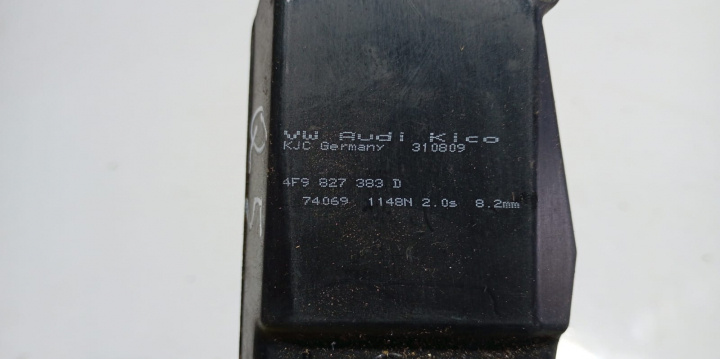 VW Audi Kico
KJC Germany 310809
4F9 827 383 D
74069 1148N 2.0s 8.2mm